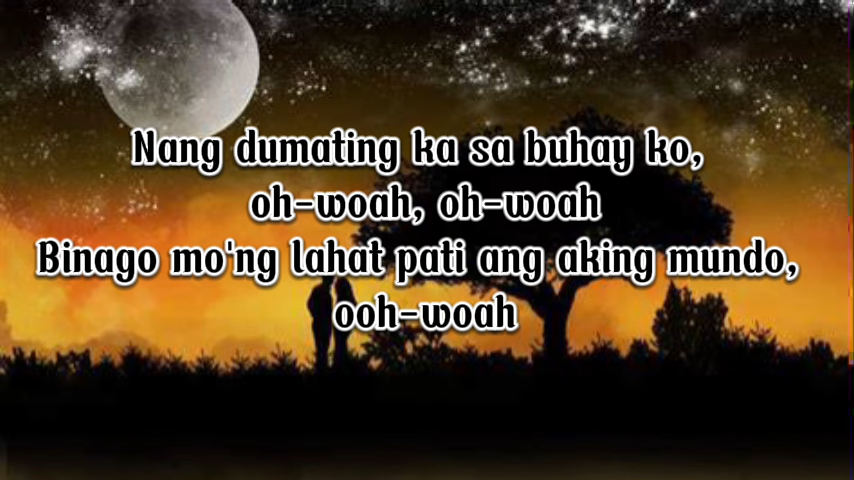 Nang dumating ka sa buhay ko,
oh-woah, oh-woah
Binago mo'ng lahat pati ang aking mundo,
ooh-woah